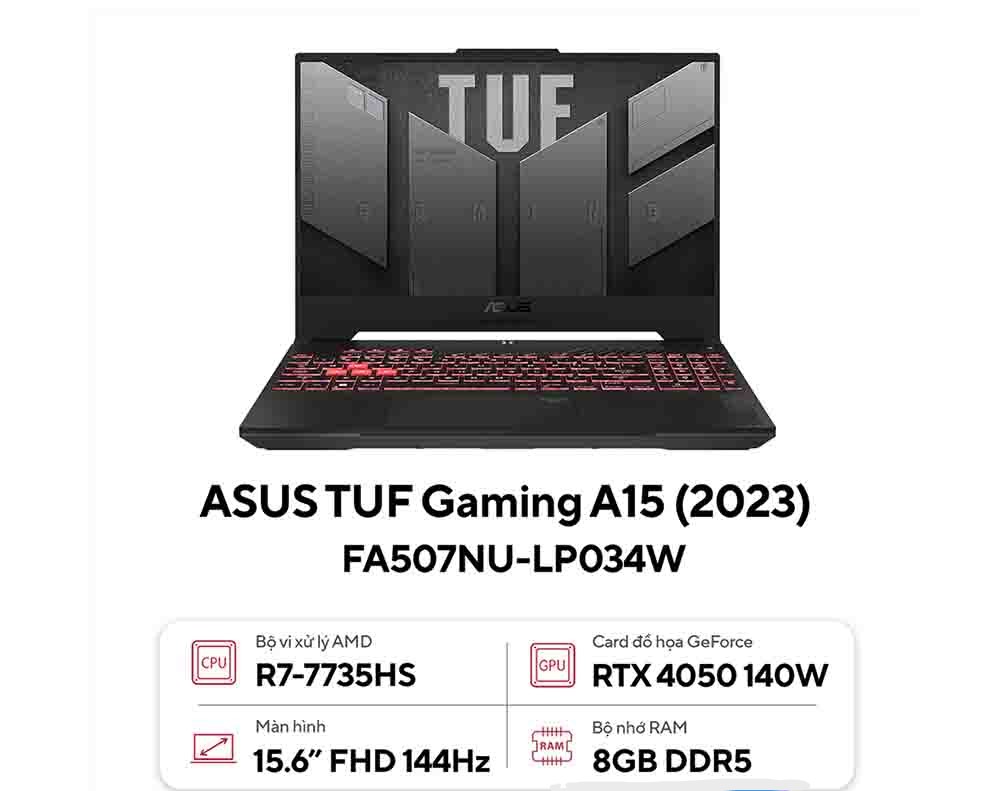 TUF
ASUS
ASUS TUF Gaming A15 (2023)
FA507NU-LP034W
CPU
Bộ vi xử lý AMD
R7-7735HS
GPU
Card đồ họa GeForce
RTX 4050 140W
Màn hình
15.6” FHD 144Hz
RAM
Bộ nhớ RAM
8GB DDR5